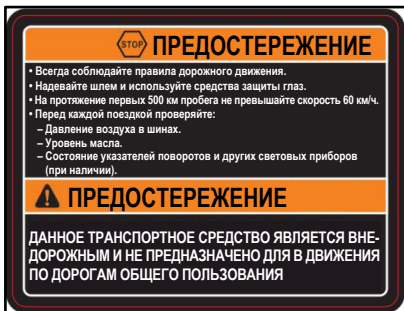 STOP ПРЕДОСТЕРЕЖЕНИЕ
• Всегда соблюдайте правила дорожного движения.
• Надевайте шлем и используйте средства защиты глаз.
• На протяжение первых 500 км пробега не превышайте скорость 60 км/ч.
• Перед каждой поездкой проверяйте:
– Давление воздуха в шинах.
– Уровень масла.
– Состояние указателей поворотов и других световых приборов
(при наличии).
ПРЕДОСТЕРЕЖЕНИЕ
ДАННОЕ ТРАНСПОРТНОЕ СРЕДСТВО ЯВЛЯЕТСЯ ВНЕ-
ДОРОЖНЫМ И НЕ ПРЕДНАЗНАЧЕНО ДЛЯ В ДВИЖЕНИЯ
ПО ДОРОГАМ ОБЩЕГО ПОЛЬЗОВАНИЯ